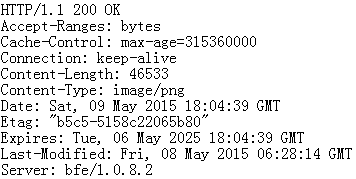 HTTP/1.1 200 OK
Accept-Ranges: bytes
Cache-Control: max-age=315360000
Connection: keep-alive
Content-Length: 46533
Content-Type: image/png
Date: Sat, 09 May 2015 18:04:39 GMT
Etag: "b5c5-5158c22065b80"
Expires: Tue, 06 May 2025 18:04:39 GMT
Last-Modified: Fri, 08 May 2015 06:28:14 GMT
Server: bfe/1.0.8.2